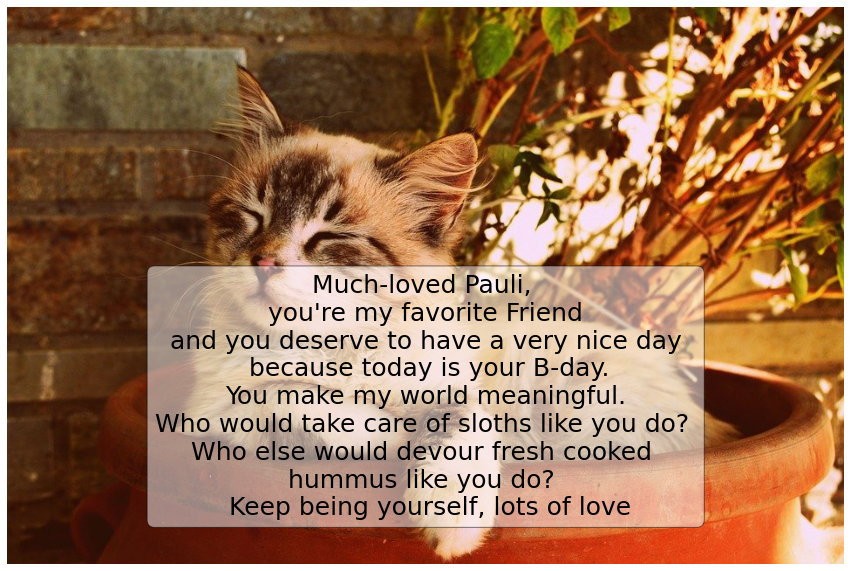 Much-loved Pauli,
you're my favorite Friend
and you deserve to have a very nice day
because today is your B-day.
You make my world meaningful.
Who would take care of sloths like you do?
Who else would devour fresh cooked
hummus like you do?
Keep being yourself, lots of love